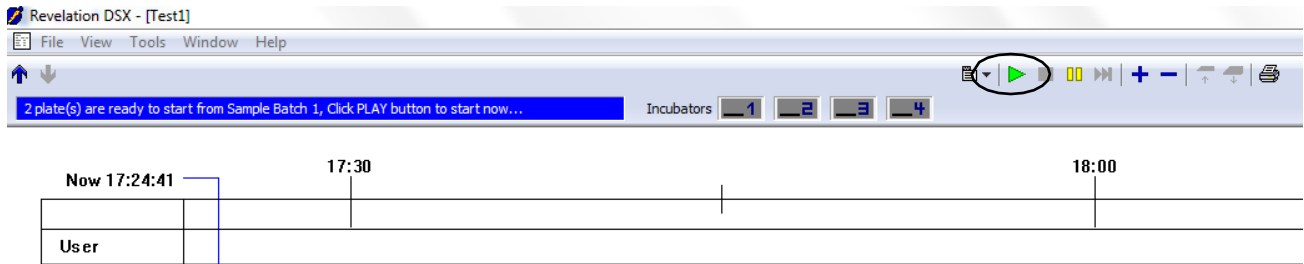 Revelation DSX - [Test1]
File View Tools Window Help
2 plate(s) are ready to start from Sample Batch 1, Click PLAY button to start now...
Incubators 1 2 3 4
17:30 18:00
Now 17:24:41
User